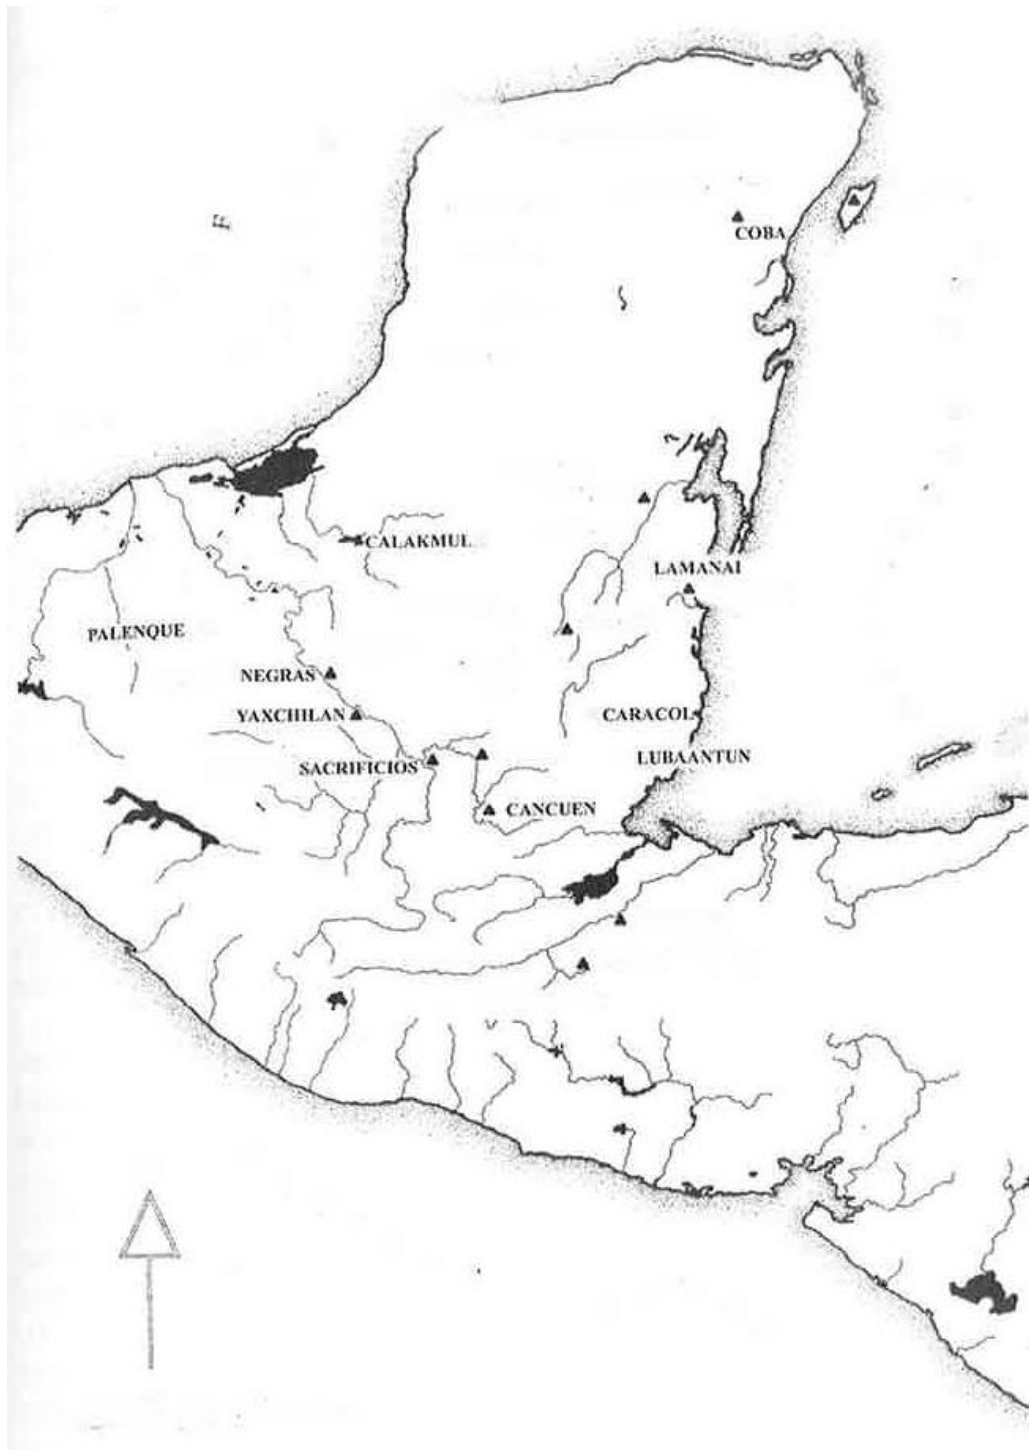 F
COBA
CALAKMUL
LAMANAI
PALENQUE
NEGRAS
YAXCHILAN
CARACOL
SACRIFICIOS
LUBAANTUN
CANCUEN